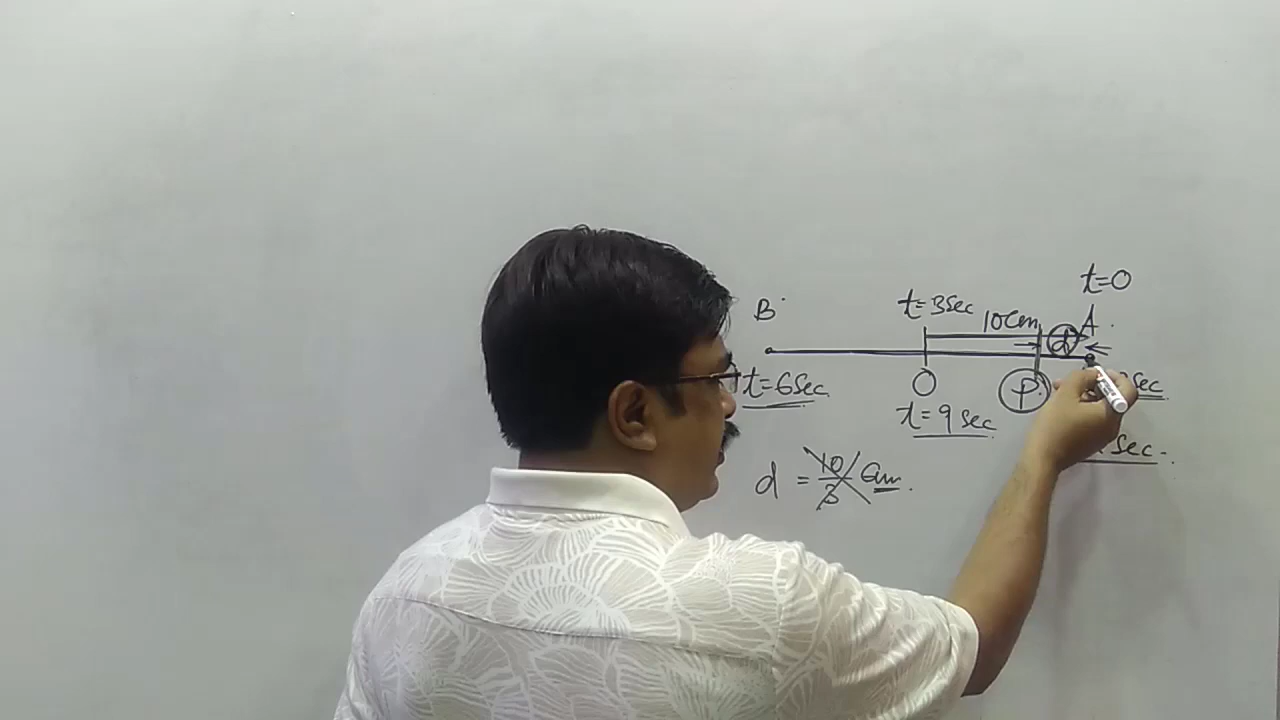 t=0
B
t=3sec
10cm
d
A
t=6sec
O
P
sec
t=9 sec
sec
d = 10/3 cm.